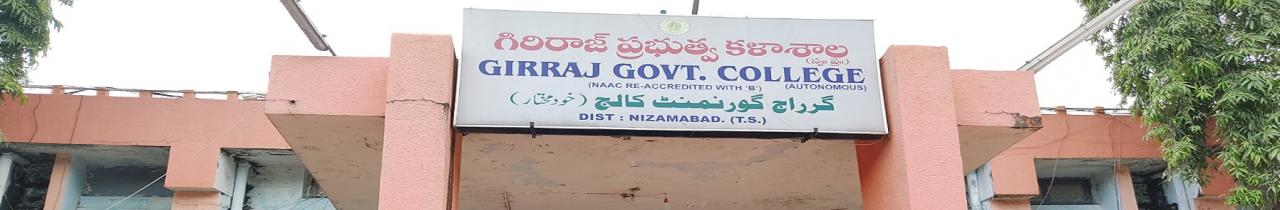 గిరిరాజ్ ప్రభుత్వ కళాశాల
(స్వ॥ప్ర॥)
GIRRAJ GOVT. COLLEGE
(NAAC RE-ACCREDITED WITH 'B') (AUTONOMOUS)
گرراج گورنمنٹ کالج (خودمختار)
DIST : NIZAMABAD. (T.S.)